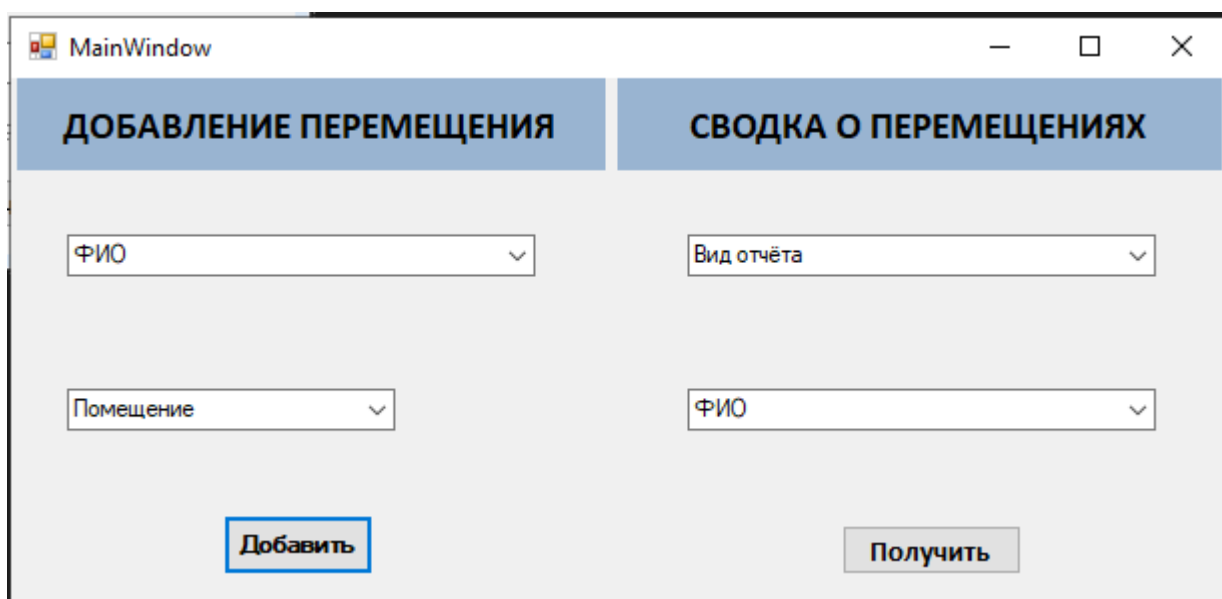 MainWindow
ДОБАВЛЕНИЕ ПЕРЕМЕЩЕНИЯ
СВОДКА О ПЕРЕМЕЩЕНИЯХ
ФИО
Вид отчёта
Помещение
ФИО
Добавить
Получить